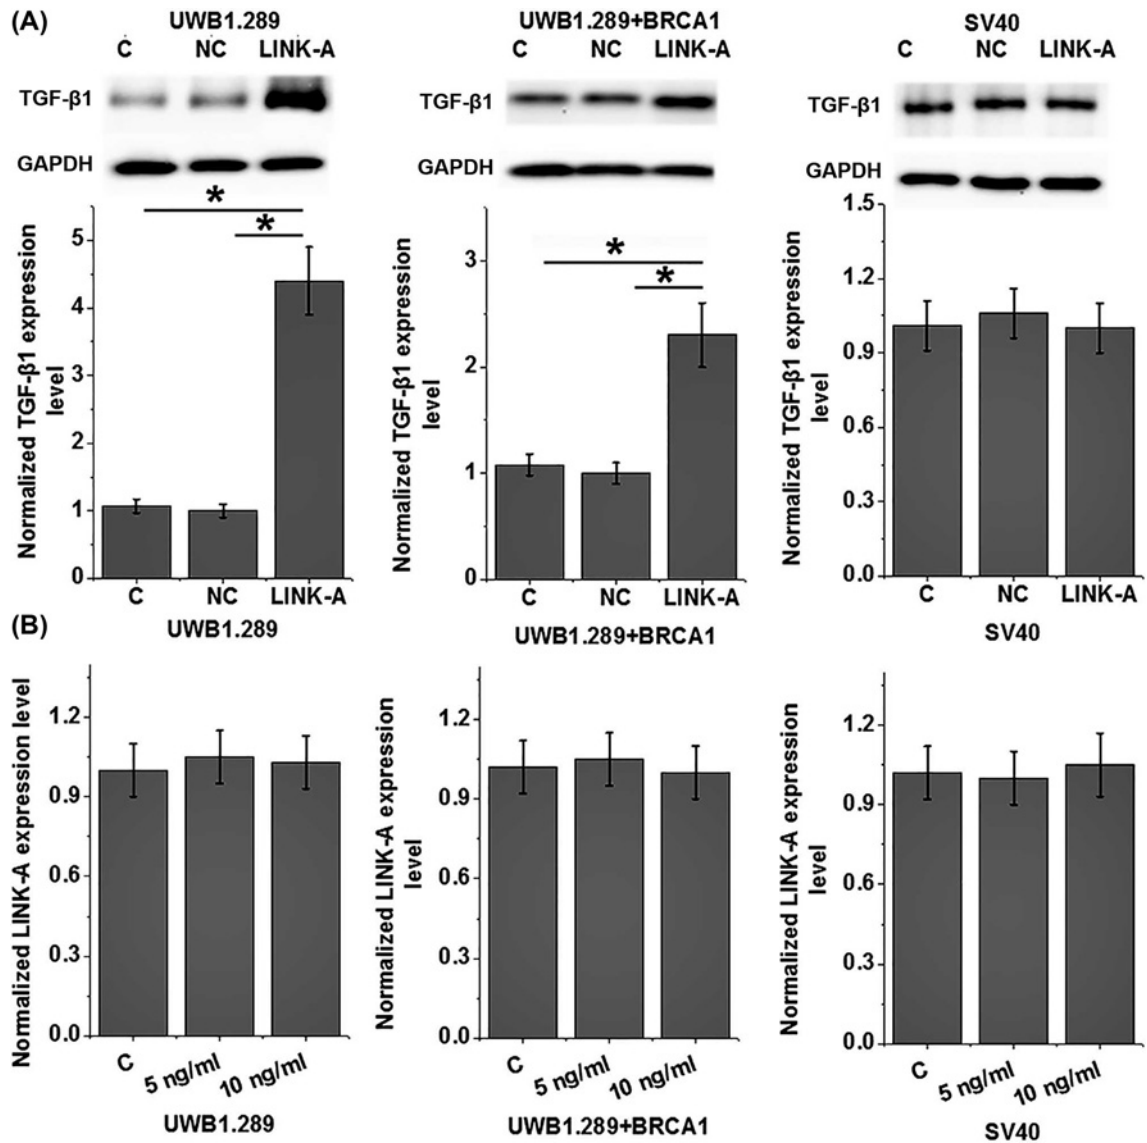 (A)
UWB1.289
C NC LINK-A
TGF-β1
GAPDH
* *
Normalized TGF-β1 expression
level
5
4
3
2
1
0
C NC LINK-A
UWB1.289
UWB1.289+BRCA1
C NC LINK-A
TGF-β1
GAPDH
* *
Normalized TGF-β1 expression
level
3
2
1
0
C NC LINK-A
UWB1.289+BRCA1
SV40
C NC LINK-A
TGF-β1
GAPDH
Normalized TGF-β1 expression
level
1.5
1.2
0.9
0.6
0.3
0.0
C NC LINK-A
SV40
(B)
Normalized LINK-A expression level
1.2
0.9
0.6
0.3
0.0
C 5 ng/ml 10 ng/ml
UWB1.289
Normalized LINK-A expression
level
1.2
0.9
0.6
0.3
0.0
C 5 ng/ml 10 ng/ml
UWB1.289+BRCA1
Normalized LINK-A expression
level
1.2
0.9
0.6
0.3
0.0
C 5 ng/ml 10 ng/ml
SV40